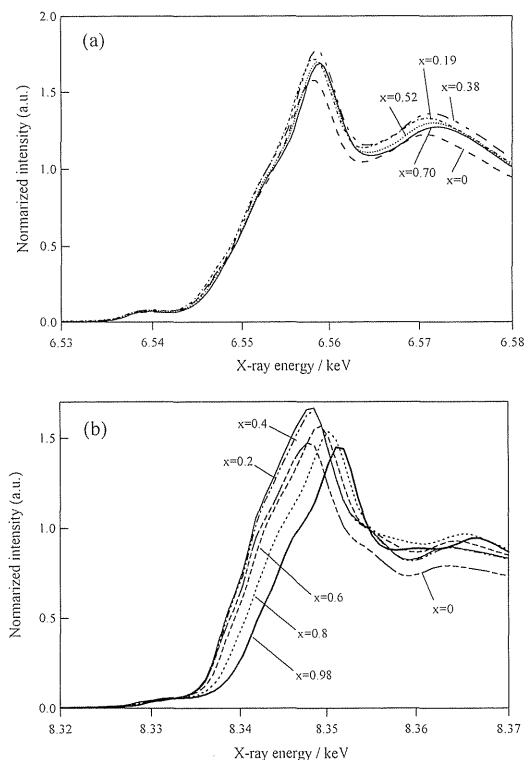 (a)
2.0
1.5
1.0
0.5
0.0
Normarized intensity (a.u.)
x=0.19
x=0.38
x=0.52
x=0.70
x=0
6.53
6.54
6.55
6.56
6.57
6.58
X-ray energy / keV
(b)
1.5
1.0
0.5
0.0
Normarized intensity (a.u.)
x=0.4
x=0.2
x=0.6
x=0.8
x=0.98
x=0
8.32
8.33
8.34
8.35
8.36
8.37
X-ray energy / keV